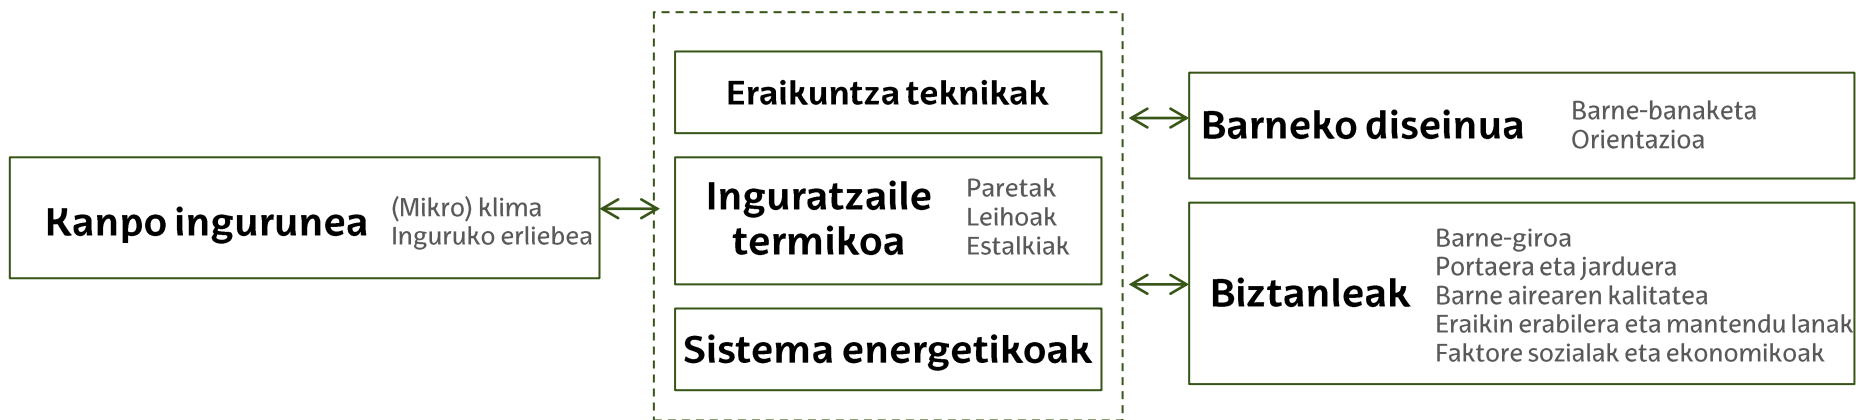 Kanpo ingurunea
(Mikro) klima
Inguruko erliebea
Eraikuntza teknikak
Inguratzaile
termikoa
Paretak
Leihoak
Estalkiak
Sistema energetikoak
Barneko diseinua
Barne-banaketa
Orientazioa
Biztanleak
Barne-giroa
Portaera eta jarduera
Barne airearen kalitatea
Eraikin erabilera eta mantendu lanak
Faktore sozialak eta ekonomikoak